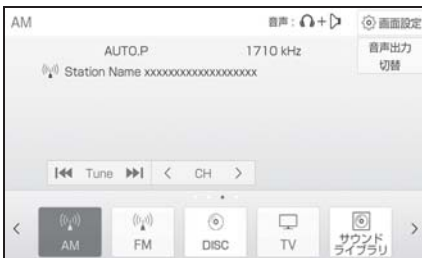 AM
音声: +
画面設定
AUTO.P 1710 kHz
音声出力
切替
Station Name xxxxxxxxxxxxxxxxxxx
Tune
< CH >
< AM FM DISC TV サウンド
ライブラリ >